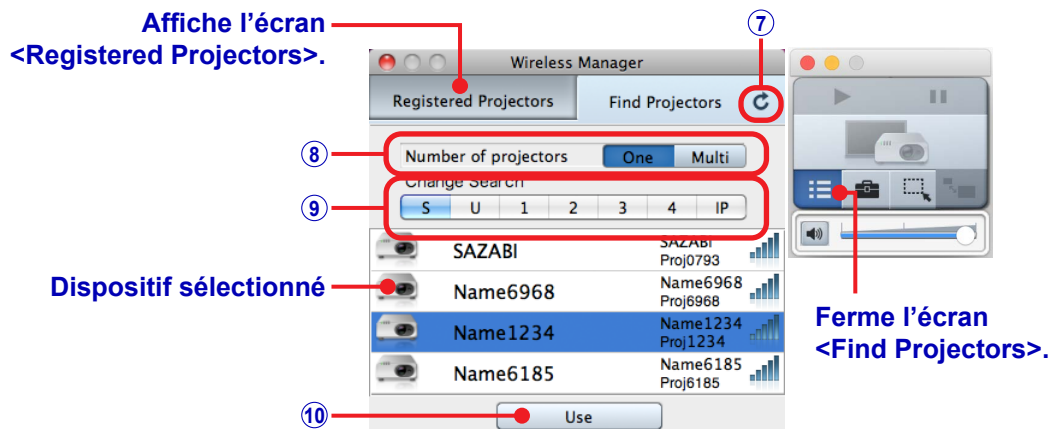 Affiche l’écran
<Registered Projectors>.
⑦
Wireless Manager
Registered Projectors
Find Projectors
⑧
Number of projectors
One
Multi
Change Search
⑨
S U 1 2 3 4 IP
SAZABI
SAZABI
Proj0793
Dispositif sélectionné
Name6968
Name6968
Proj6968
Name1234
Name1234
Proj1234
Name6185
Name6185
Proj6185
⑩
Use
Ferme l’écran
<Find Projectors>.